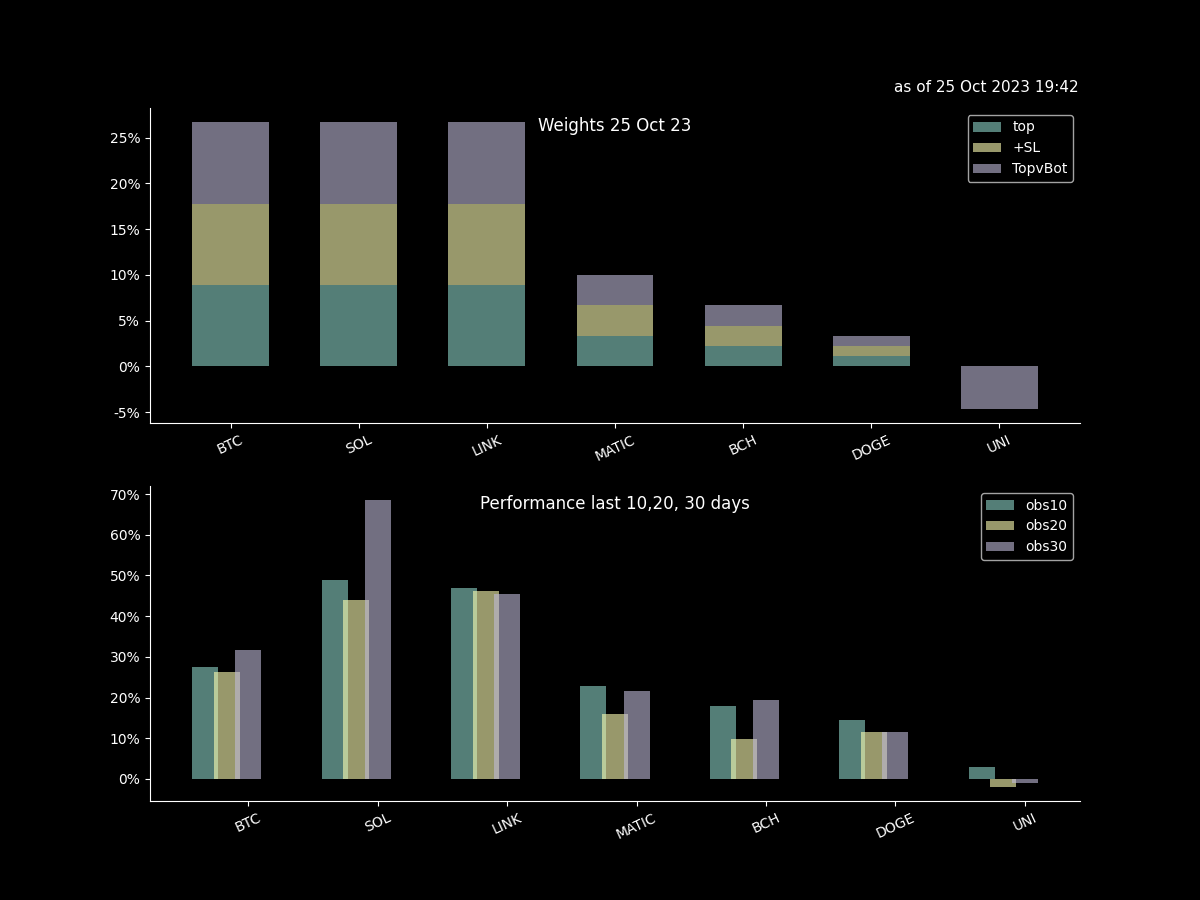 as of 25 Oct 2023 19:42
Weights 25 Oct 23
top
+SL
TopvBot
25%
20%
15%
10%
5%
0%
-5%
BTC
SOL
LINK
MATIC
BCH
DOGE
UNI
Performance last 10,20, 30 days
obs10
obs20
obs30
70%
60%
50%
40%
30%
20%
10%
0%
BTC
SOL
LINK
MATIC
BCH
DOGE
UNI